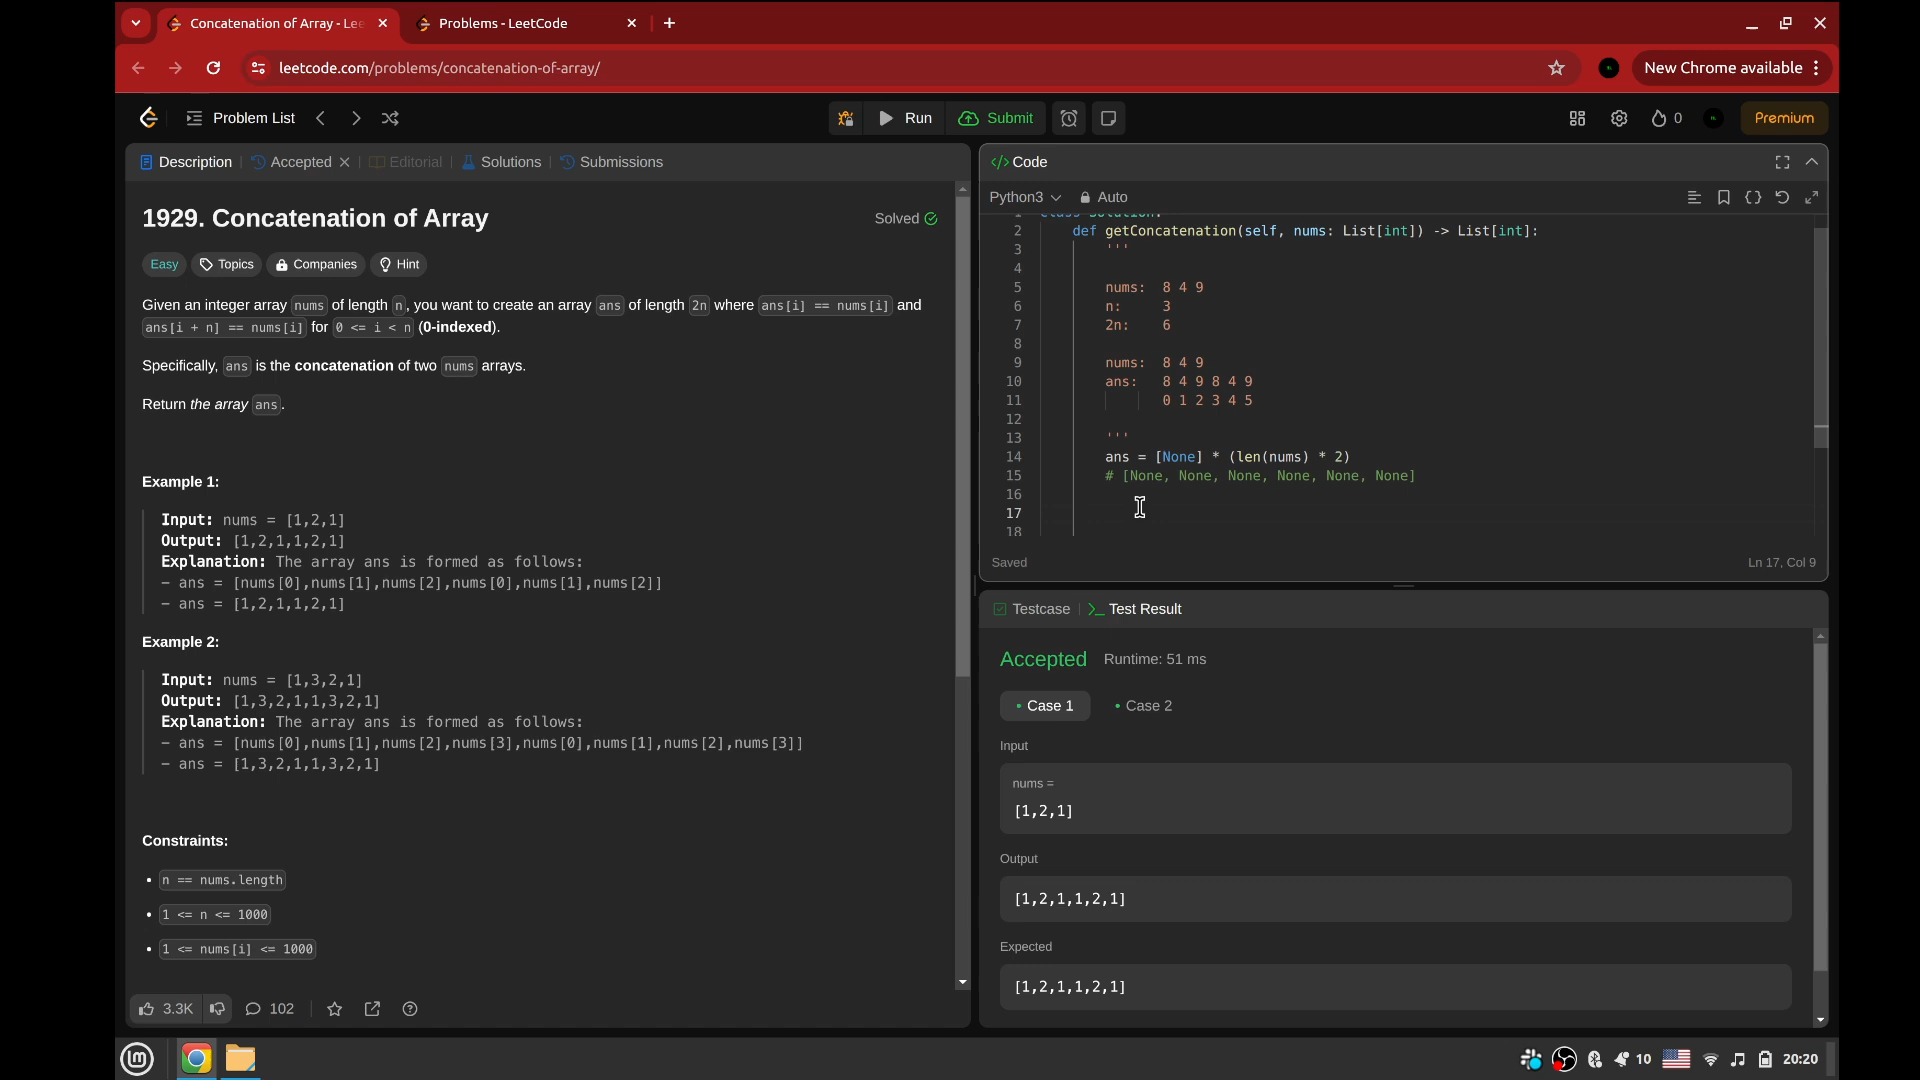 Concatenation of Array - Lee
Problems - LeetCode
leetcode.com/problems/concatenation-of-array/
New Chrome available
Problem List
Run
Submit
0
Premium
Description
Accepted
Editorial
Solutions
Submissions
1929. Concatenation of Array
Solved
Easy
Topics
Companies
Hint
Given an integer array nums of length n, you want to create an array ans of length 2n where ans[i] == nums[i] and
ans[i + n] == nums[i] for 0 <= i < n (0-indexed).
Specifically, ans is the concatenation of two nums arrays.
Return the array ans.
Example 1:
Input: nums = [1,2,1]
Output: [1,2,1,1,2,1]
Explanation: The array ans is formed as follows:
- ans = [nums[0],nums[1],nums[2],nums[0],nums[1],nums[2]]
- ans = [1,2,1,1,2,1]
Example 2:
Input: nums = [1,3,2,1]
Output: [1,3,2,1,1,3,2,1]
Explanation: The array ans is formed as follows:
- ans = [nums[0],nums[1],nums[2],nums[3],nums[0],nums[1],nums[2],nums[3]]
- ans = [1,3,2,1,1,3,2,1]
Constraints:
• n == nums.length
• 1 <= n <= 1000
• 1 <= nums[i] <= 1000
3.3K
102
</> Code
Python3
Auto
1 class Solution:
2 def getConcatenation(self, nums: List[int]) -> List[int]:
3 '''
4
5 nums: 8 4 9
6 n: 3
7 2n: 6
8
9 nums: 8 4 9
10 ans: 8 4 9 8 4 9
11 0 1 2 3 4 5
12
13 '''
14 ans = [None] * (len(nums) * 2)
15 # [None, None, None, None, None, None]
16
17
18
Saved
Ln 17, Col 9
Testcase
Test Result
Accepted
Runtime: 51 ms
• Case 1
• Case 2
Input
nums =
[1,2,1]
Output
[1,2,1,1,2,1]
Expected
[1,2,1,1,2,1]
10
20:20